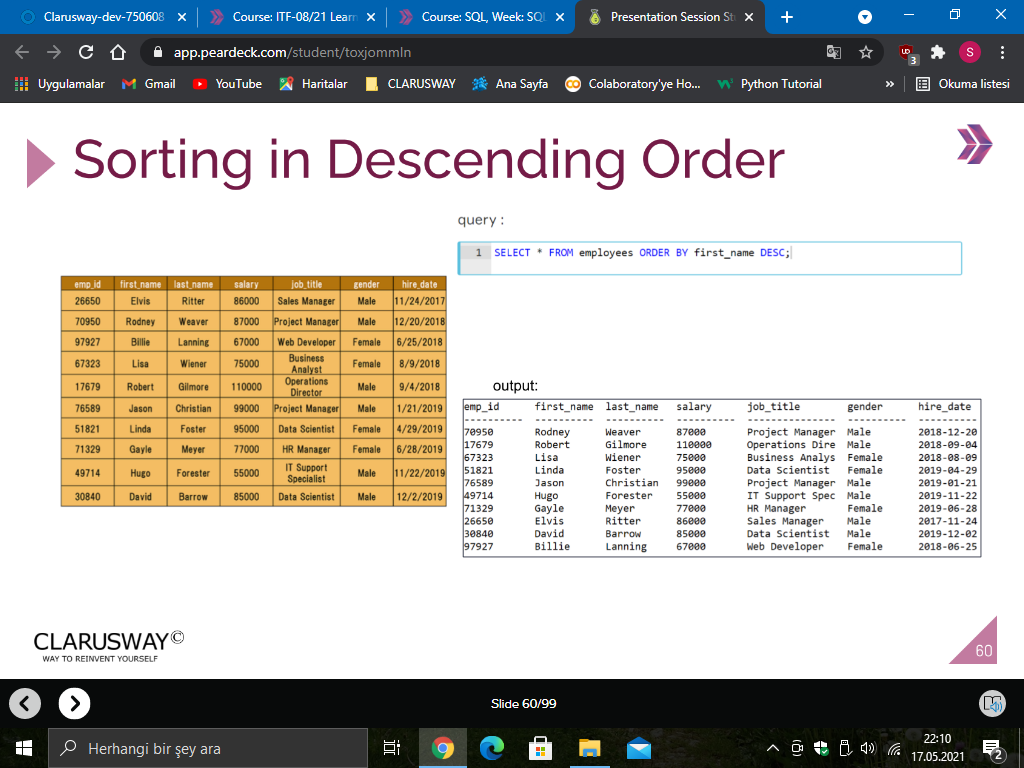 Clarusway-dev-750608
Course: ITF-08/21 Learn
Course: SQL, Week: SQL
Presentation Session St
app.peardeck.com/student/toxjommln
UD
3
S
Uygulamalar
Gmail
YouTube
Haritalar
CLARUSWAY
Ana Sayfa
Colaboratory'ye Ho...
Python Tutorial
»
Okuma listesi
Sorting in Descending Order
query :
1 SELECT * FROM employees ORDER BY first_name DESC;
emp_id first_name last_name salary job_title gender hire_date
26650 Elvis Ritter 86000 Sales Manager Male 11/24/2017
70950 Rodney Weaver 87000 Project Manager Male 12/20/2018
97927 Billie Lanning 67000 Web Developer Female 6/25/2018
67323 Lisa Wiener 75000 Business Analyst Female 8/9/2018
17679 Robert Gilmore 110000 Operations Director Male 9/4/2018
76589 Jason Christian 99000 Project Manager Male 1/21/2019
51821 Linda Foster 95000 Data Scientist Female 4/29/2019
71329 Gayle Meyer 77000 HR Manager Female 6/28/2019
49714 Hugo Forester 55000 IT Support Specialist Male 11/22/2019
30840 David Barrow 85000 Data Scientist Male 12/2/2019
output:
emp_id first_name last_name salary job_title gender hire_date
---------- ---------- ---------- ---------- --------------- ---------- ----------
70950 Rodney Weaver 87000 Project Manager Male 2018-12-20
17679 Robert Gilmore 110000 Operations Dire Male 2018-09-04
67323 Lisa Wiener 75000 Business Analys Female 2018-08-09
51821 Linda Foster 95000 Data Scientist Female 2019-04-29
76589 Jason Christian 99000 Project Manager Male 2019-01-21
49714 Hugo Forester 55000 IT Support Spec Male 2019-11-22
71329 Gayle Meyer 77000 HR Manager Female 2019-06-28
26650 Elvis Ritter 86000 Sales Manager Male 2017-11-24
30840 David Barrow 85000 Data Scientist Male 2019-12-02
97927 Billie Lanning 67000 Web Developer Female 2018-06-25
CLARUSWAY©
WAY TO REINVENT YOURSELF
60
Slide 60/99
Herhangi bir şey ara
22:10
17.05.2021
2